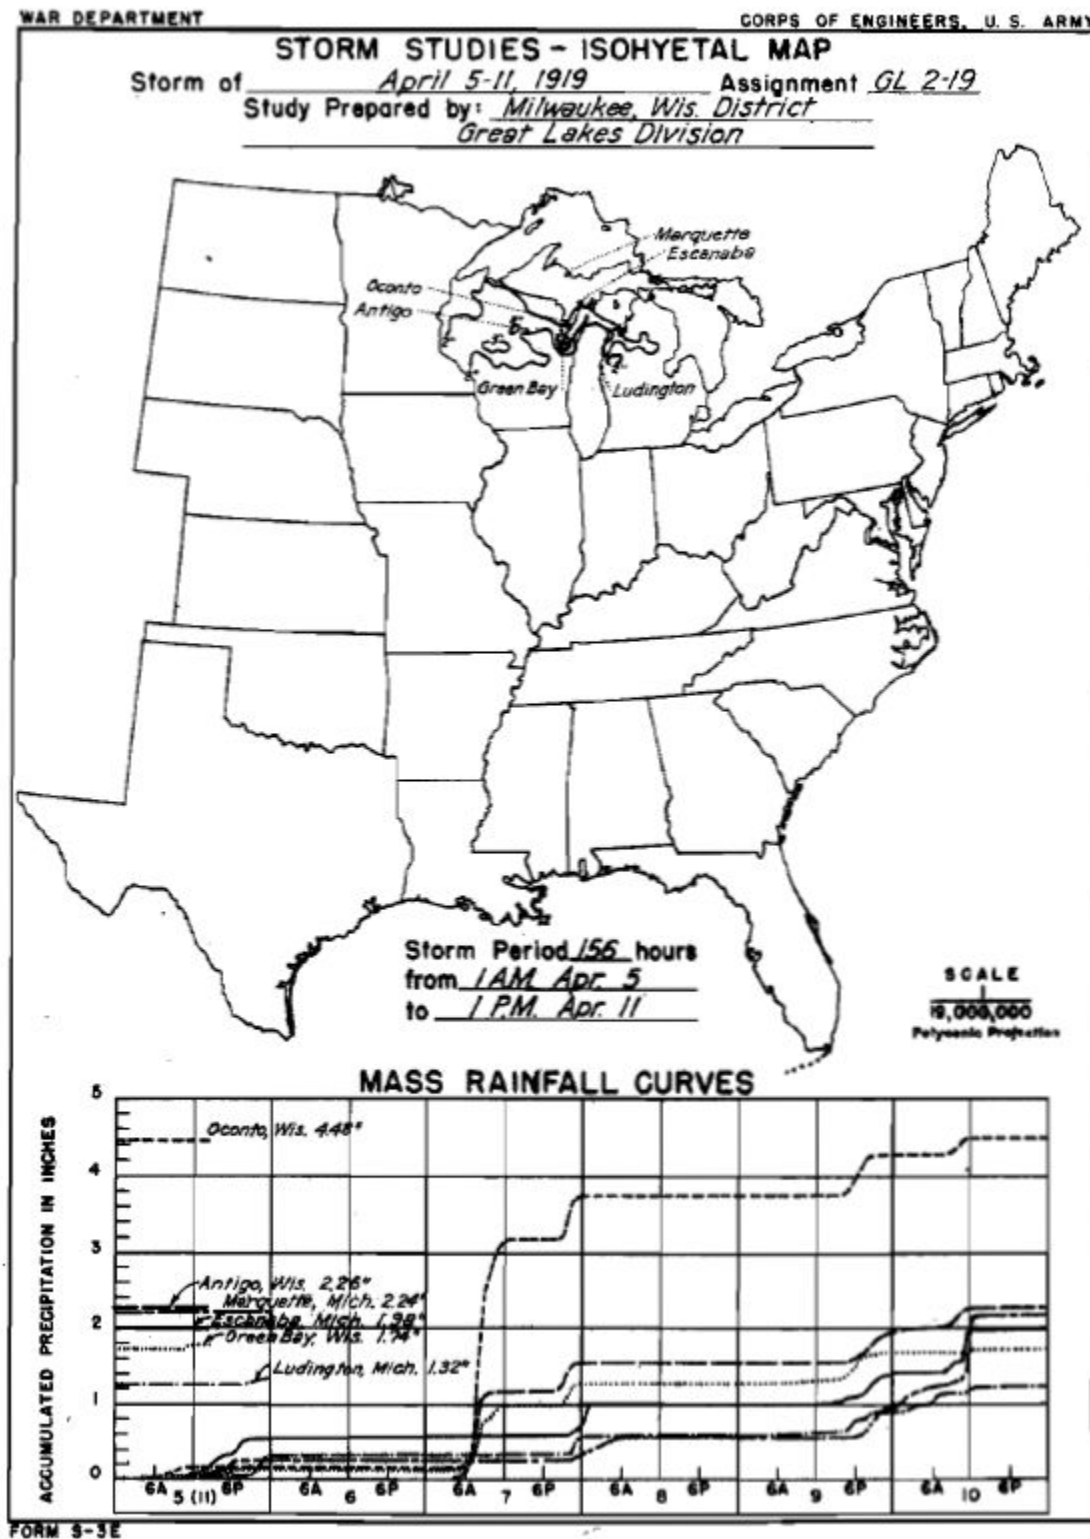 WAR DEPARTMENT
CORPS OF ENGINEERS, U. S. ARMY
STORM STUDIES - ISOHYETAL MAP
Storm of April 5-11, 1919 Assignment GL 2-19
Study Prepared by: Milwaukee, Wis. District
Great Lakes Division
Marquette
Escanaba
Oconto
Antigo
Green Bay
Ludington
Storm Period 156 hours
from 1 AM. Apr. 5
to 1 P.M. Apr. 11
SCALE
1
19,000,000
Polyconic Projection
MASS RAINFALL CURVES
ACCUMULATED PRECIPITATION IN INCHES
5
4
3
2
1
0
Oconto, Wis. 4.48"
Antigo, Wis. 2.26"
Marquette, Mich. 2.24"
Escanaba, Mich. 1.98"
Green Bay, Wis. 1.74"
Ludington, Mich. 1.32"
6A 6P 6A 6P 6A 6P 6A 6P 6A 6P 6A 6P
5 (11) 6 7 8 9 10
FORM S-3E